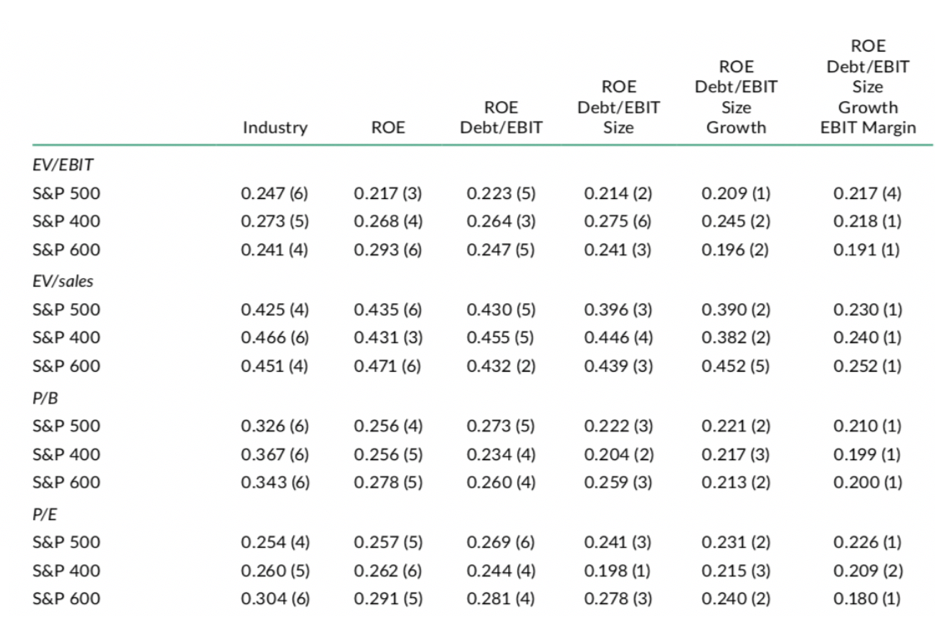 Industry ROE ROE Debt/EBIT ROE Debt/EBIT Size ROE Debt/EBIT Size Growth ROE Debt/EBIT Size Growth EBIT Margin
EV/EBIT
S&P 500 0.247 (6) 0.217 (3) 0.223 (5) 0.214 (2) 0.209 (1) 0.217 (4)
S&P 400 0.273 (5) 0.268 (4) 0.264 (3) 0.275 (6) 0.245 (2) 0.218 (1)
S&P 600 0.241 (4) 0.293 (6) 0.247 (5) 0.241 (3) 0.196 (2) 0.191 (1)
EV/sales
S&P 500 0.425 (4) 0.435 (6) 0.430 (5) 0.396 (3) 0.390 (2) 0.230 (1)
S&P 400 0.466 (6) 0.431 (3) 0.455 (5) 0.446 (4) 0.382 (2) 0.240 (1)
S&P 600 0.451 (4) 0.471 (6) 0.432 (2) 0.439 (3) 0.452 (5) 0.252 (1)
P/B
S&P 500 0.326 (6) 0.256 (4) 0.273 (5) 0.222 (3) 0.221 (2) 0.210 (1)
S&P 400 0.367 (6) 0.256 (5) 0.234 (4) 0.204 (2) 0.217 (3) 0.199 (1)
S&P 600 0.343 (6) 0.278 (5) 0.260 (4) 0.259 (3) 0.213 (2) 0.200 (1)
P/E
S&P 500 0.254 (4) 0.257 (5) 0.269 (6) 0.241 (3) 0.231 (2) 0.226 (1)
S&P 400 0.260 (5) 0.262 (6) 0.244 (4) 0.198 (1) 0.215 (3) 0.209 (2)
S&P 600 0.304 (6) 0.291 (5) 0.281 (4) 0.278 (3) 0.240 (2) 0.180 (1)